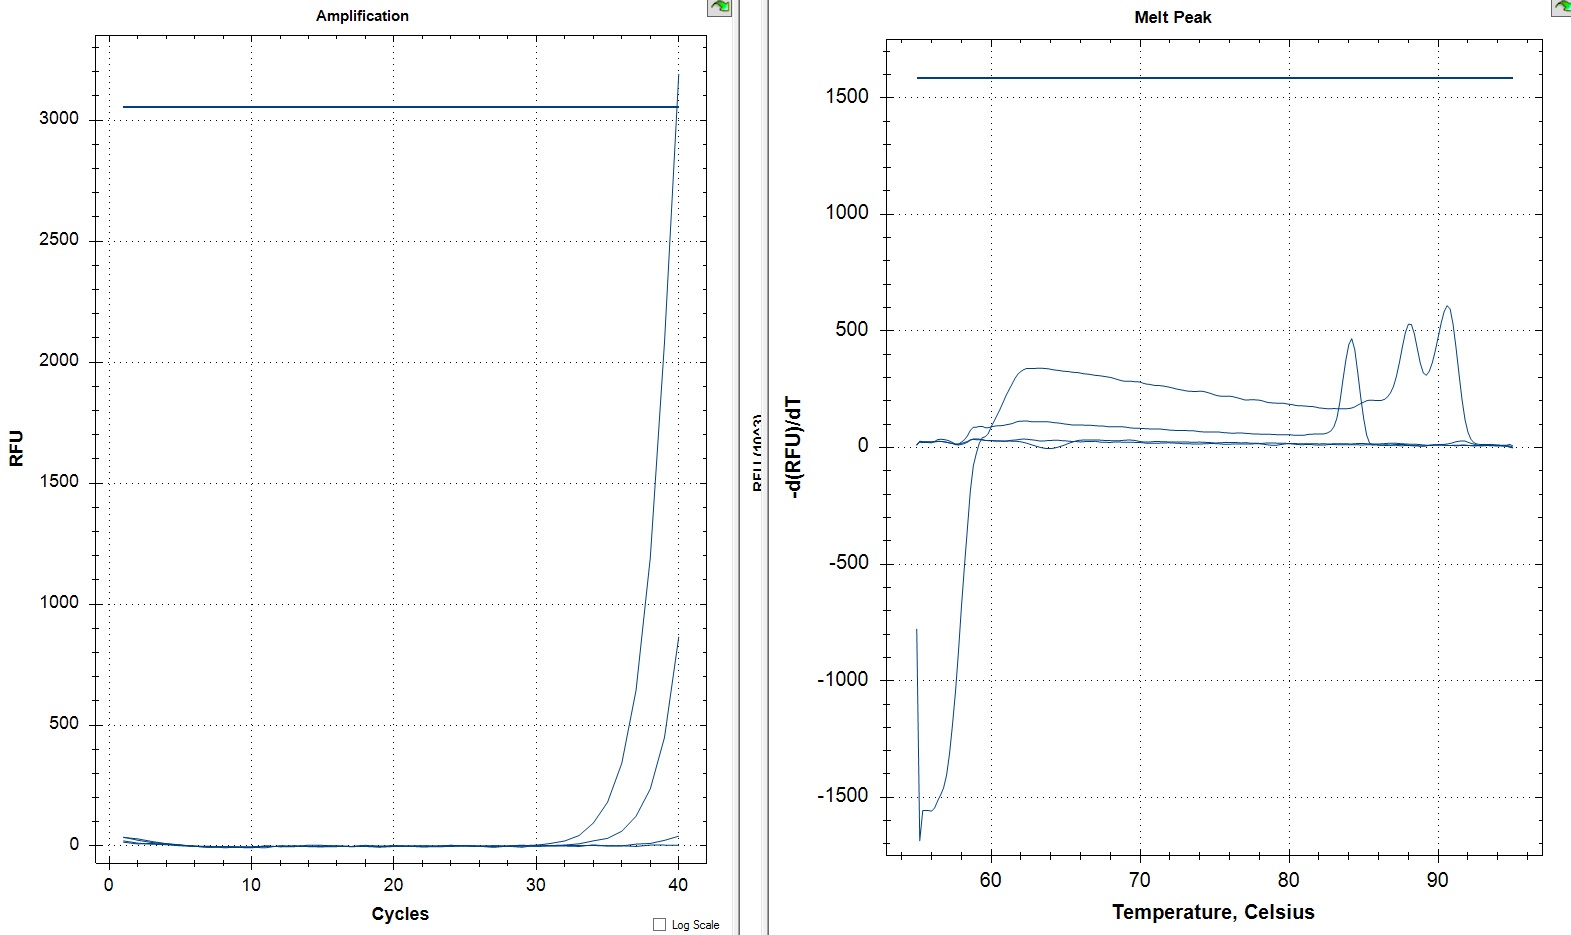 Amplification
3000
2500
2000
1500
1000
500
0
RFU
0 10 20 30 40
Cycles
Log Scale
Melt Peak
1500
1000
500
0
-500
-1000
-1500
-d(RFU)/dT
60 70 80 90
Temperature, Celsius